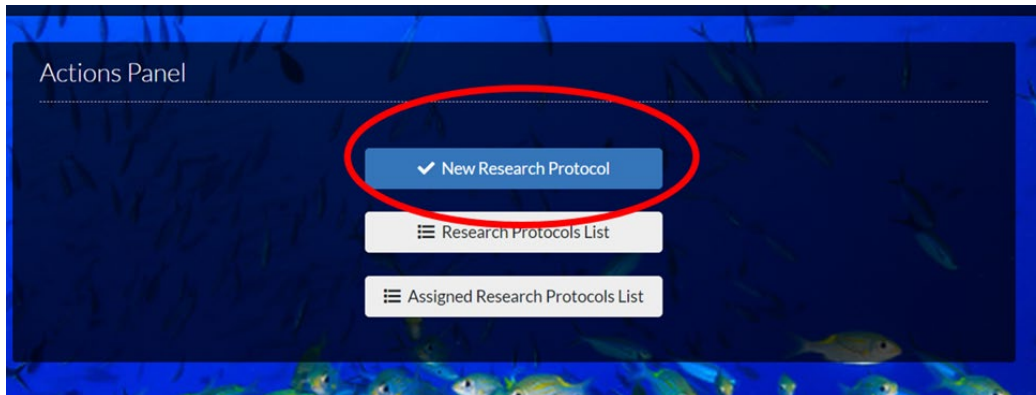 Actions Panel
New Research Protocol
Research Protocols List
Assigned Research Protocols List